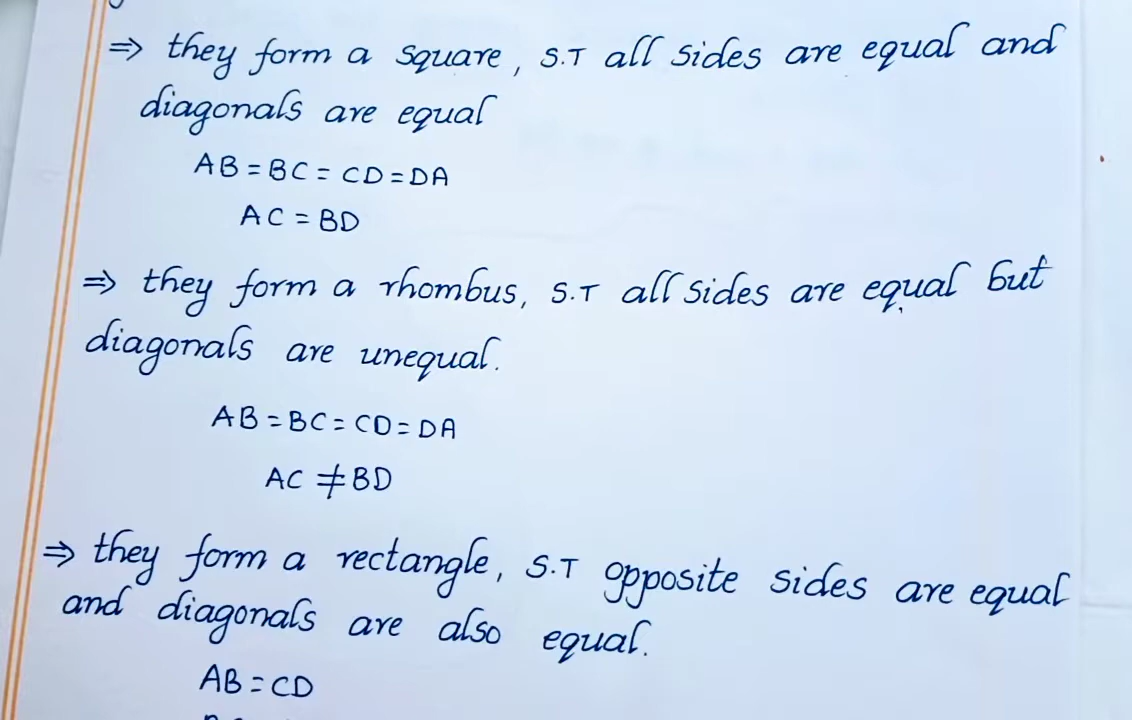 ⇒ they form a square, S.T all sides are equal and
diagonals are equal
AB = BC = CD = DA
AC = BD
⇒ they form a rhombus, S.T all sides are equal but
diagonals are unequal.
AB = BC = CD = DA
AC ≠ BD
⇒ they form a rectangle, S.T opposite sides are equal
and diagonals are also equal.
AB = CD